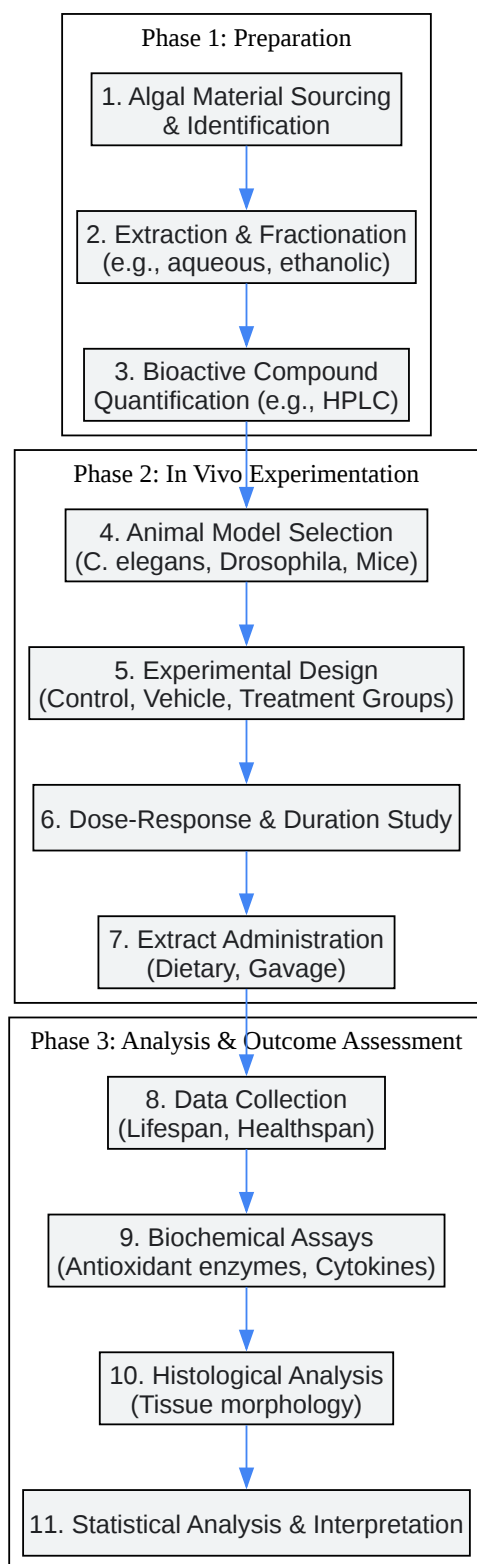 Phase 1: Preparation
1. Algal Material Sourcing
& Identification
2. Extraction & Fractionation
(e.g., aqueous, ethanolic)
3. Bioactive Compound
Quantification (e.g., HPLC)
Phase 2: In Vivo Experimentation
4. Animal Model Selection
(C. elegans, Drosophila, Mice)
5. Experimental Design
(Control, Vehicle, Treatment Groups)
6. Dose-Response & Duration Study
7. Extract Administration
(Dietary, Gavage)
Phase 3: Analysis & Outcome Assessment
8. Data Collection
(Lifespan, Healthspan)
9. Biochemical Assays
(Antioxidant enzymes, Cytokines)
10. Histological Analysis
(Tissue morphology)
11. Statistical Analysis & Interpretation